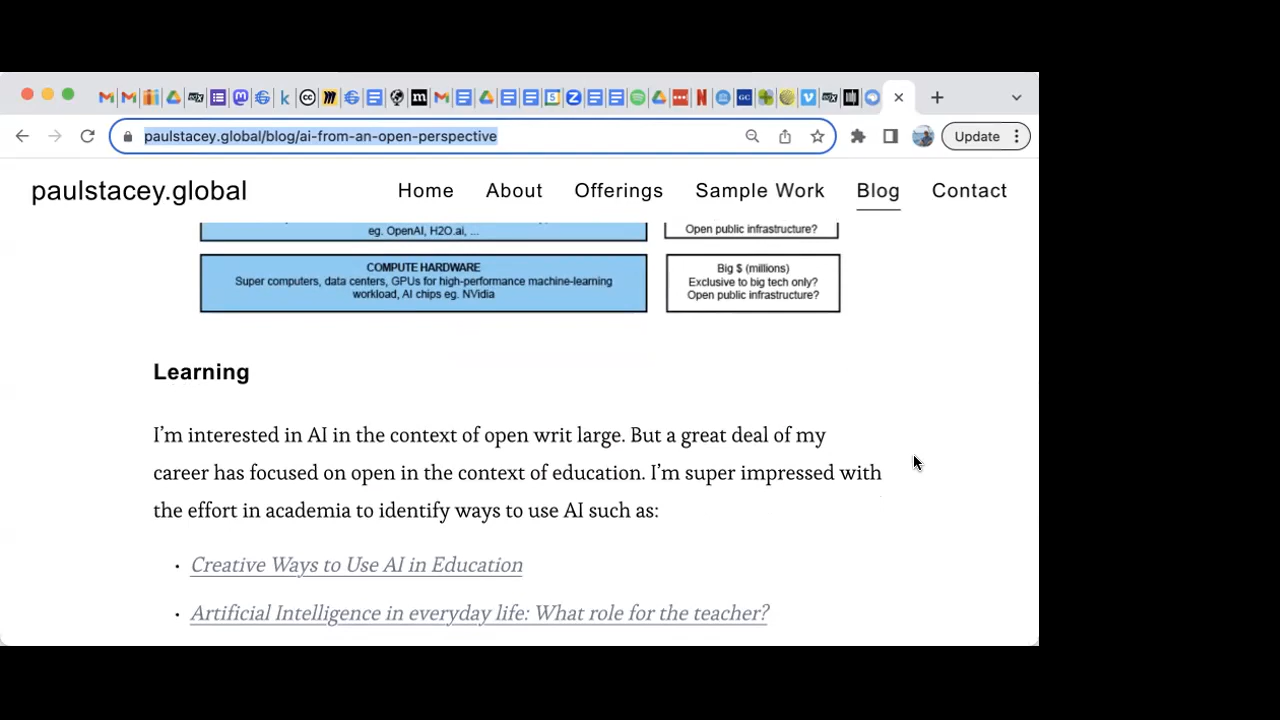 paulstacey.global/blog/ai-from-an-open-perspective
Update
paulstacey.global
Home
About
Offerings
Sample Work
Blog
Contact
eg. OpenAI, H2O.ai, ...
Open public infrastructure?
COMPUTE HARDWARE
Super computers, data centers, GPUs for high-performance machine-learning
workload, AI chips eg. NVidia
Big $ (millions)
Exclusive to big tech only?
Open public infrastructure?
Learning
I’m interested in AI in the context of open writ large. But a great deal of my
career has focused on open in the context of education. I’m super impressed with
the effort in academia to identify ways to use AI such as:
• Creative Ways to Use AI in Education
• Artificial Intelligence in everyday life: What role for the teacher?